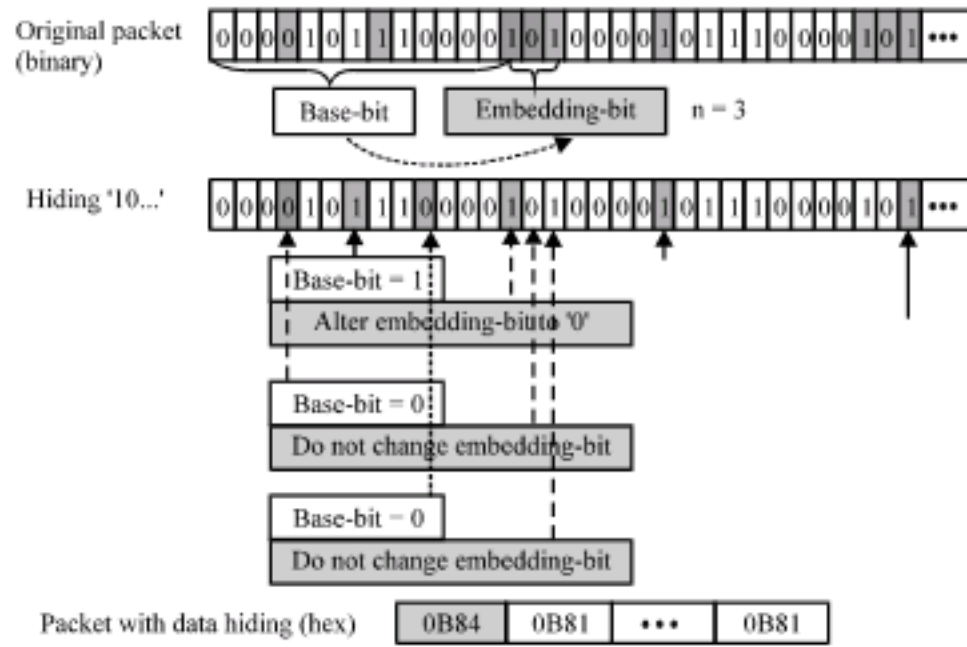 Original packet
(binary)
0 0 0 0 1 0 1 1 1 0 0 0 0 1 0 1 0 0 0 0 1 0 1 1 1 0 0 0 0 1 0 1 •••
Base-bit
Embedding-bit
n = 3
Hiding '10...'
0 0 0 0 1 0 1 1 1 0 0 0 0 1 0 1 0 0 0 0 1 0 1 1 1 0 0 0 0 1 0 1 •••
Base-bit = 1
Alter embedding-bit to '0'
Base-bit = 0
Do not change embedding-bit
Base-bit = 0
Do not change embedding-bit
Packet with data hiding (hex)
0B84
0B81
•••
0B81